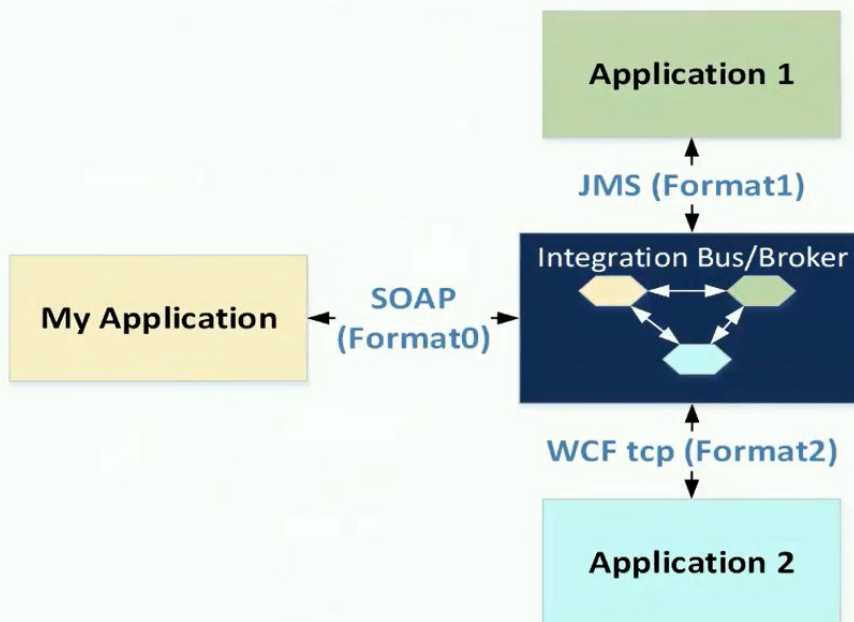 Application 1
JMS (Format1)
Integration Bus/Broker
My Application
SOAP
(Format0)
WCF tcp (Format2)
Application 2